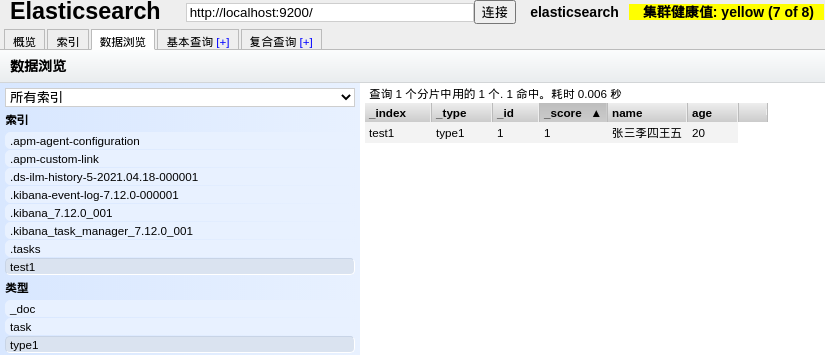 Elasticsearch http://localhost:9200/ 连接 elasticsearch 集群健康值: yellow (7 of 8)
概览 索引 数据浏览 基本查询 [+] 复合查询 [+]
数据浏览
所有索引
索引
.apm-agent-configuration
.apm-custom-link
.ds-ilm-history-5-2021.04.18-000001
.kibana-event-log-7.12.0-000001
.kibana_7.12.0_001
.kibana_task_manager_7.12.0_001
.tasks
test1
类型
_doc
task
type1
查询 1 个分片中用的 1 个. 1 命中。耗时 0.006 秒
_index _type _id _score ▲ name age
test1 type1 1 1 张三李四王五 20